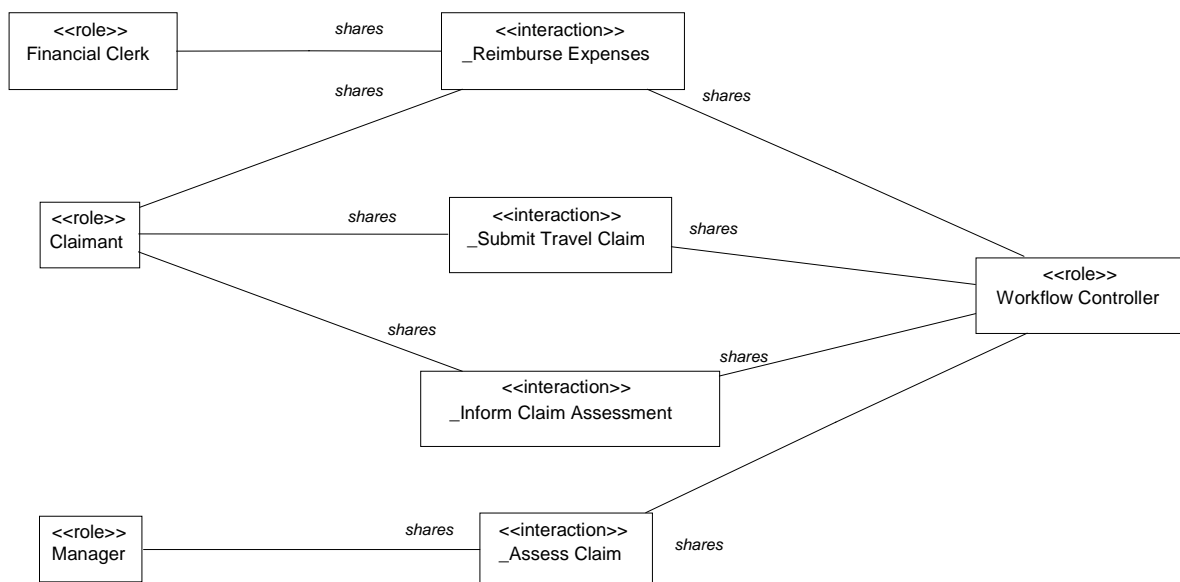 <<role>>
Financial Clerk
shares
<<interaction>>
_Reimburse Expenses
shares
shares
<<role>>
Claimant
shares
<<interaction>>
_Submit Travel Claim
shares
<<role>>
Workflow Controller
shares
shares
<<interaction>>
_Inform Claim Assessment
<<role>>
Manager
shares
<<interaction>>
_Assess Claim
shares